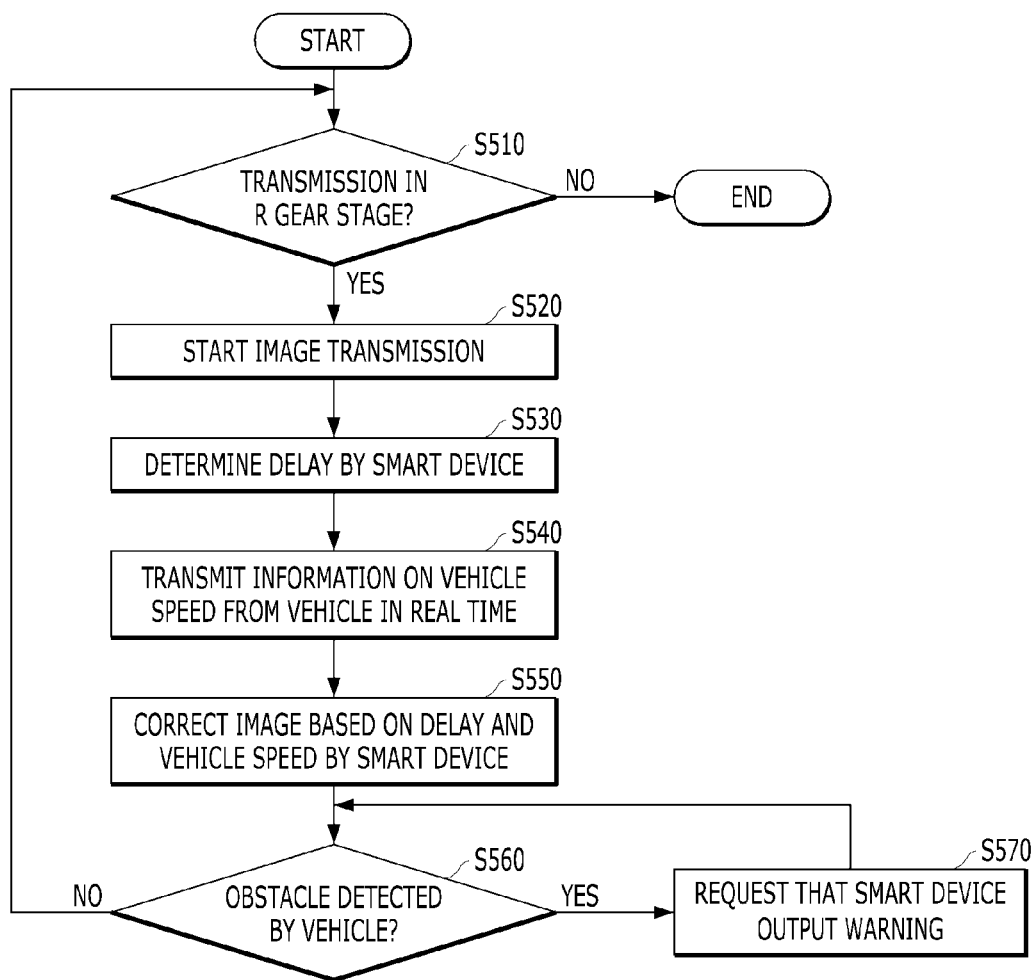 START
S510
TRANSMISSION IN
R GEAR STAGE?
NO
END
YES
S520
START IMAGE TRANSMISSION
S530
DETERMINE DELAY BY SMART DEVICE
S540
TRANSMIT INFORMATION ON VEHICLE
SPEED FROM VEHICLE IN REAL TIME
S550
CORRECT IMAGE BASED ON DELAY AND
VEHICLE SPEED BY SMART DEVICE
S560
NO
OBSTACLE DETECTED
BY VEHICLE?
YES
S570
REQUEST THAT SMART DEVICE
OUTPUT WARNING